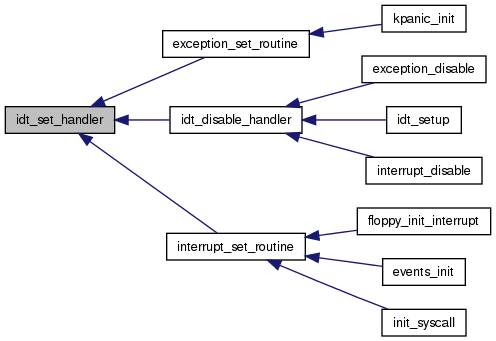 kpanic_init
exception_set_routine
exception_disable
idt_set_handler
idt_disable_handler
idt_setup
interrupt_disable
floppy_init_interrupt
interrupt_set_routine
events_init
init_syscall